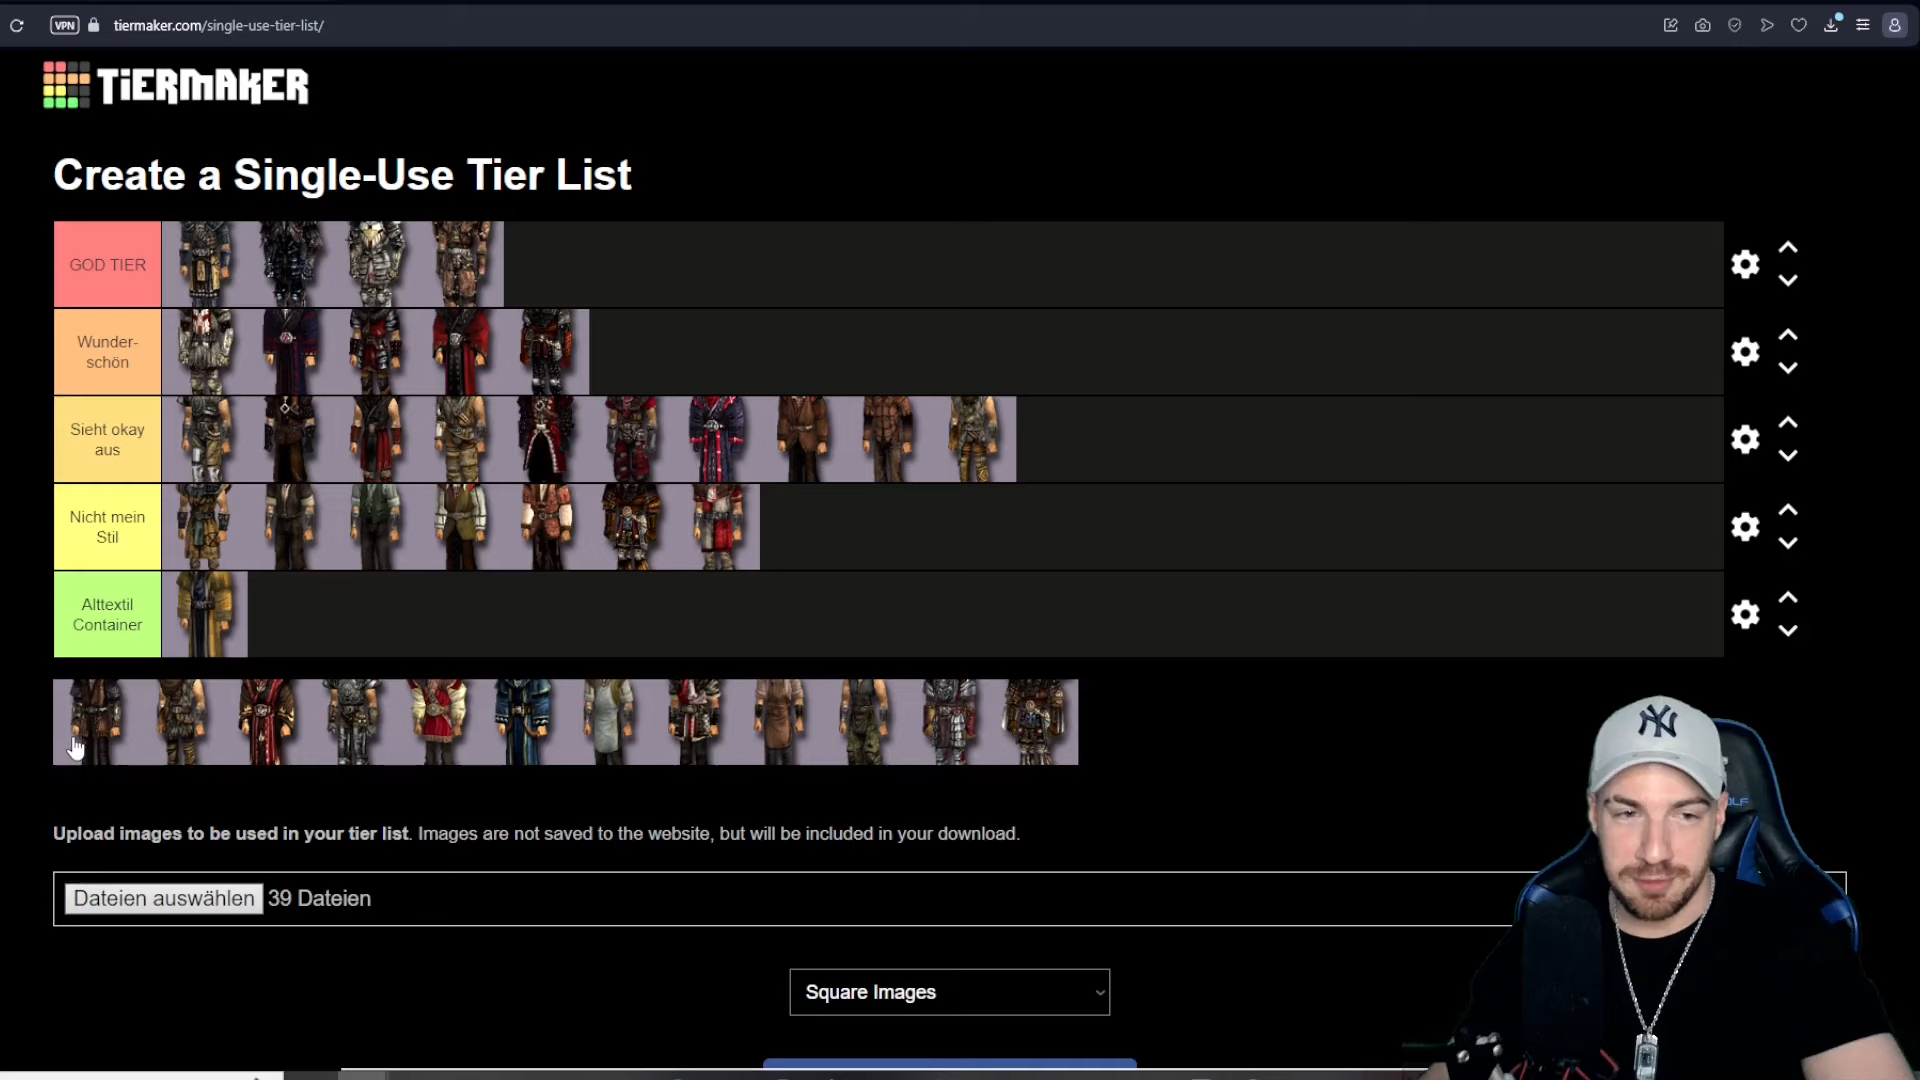 VPN
tiermaker.com/single-use-tier-list/
TiERMAKER
Create a Single-Use Tier List
GOD TIER
Wunder-
schön
Sieht okay
aus
Nicht mein
Stil
Alttextil
Container
Upload images to be used in your tier list. Images are not saved to the website, but will be included in your download.
Dateien auswählen 39 Dateien
Square Images
NY